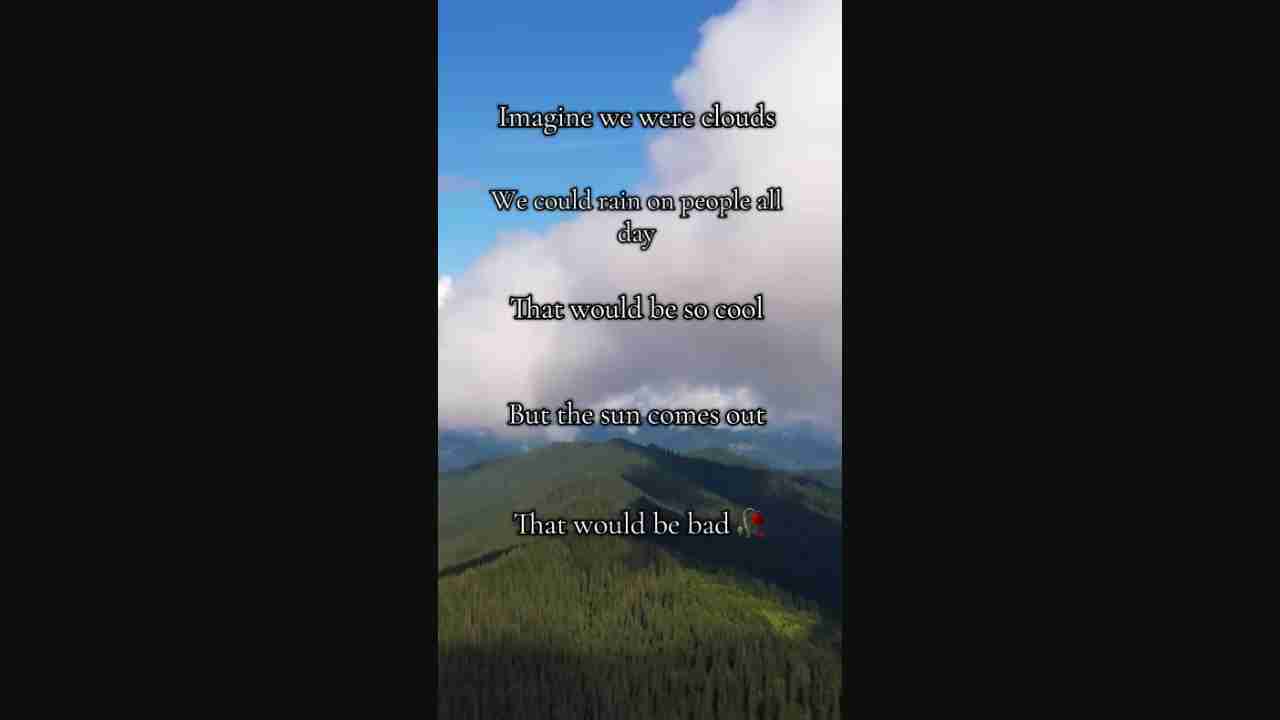 Imagine we were clouds
We could rain on people all
day
That would be so cool
But the sun comes out
That would be bad 🥀